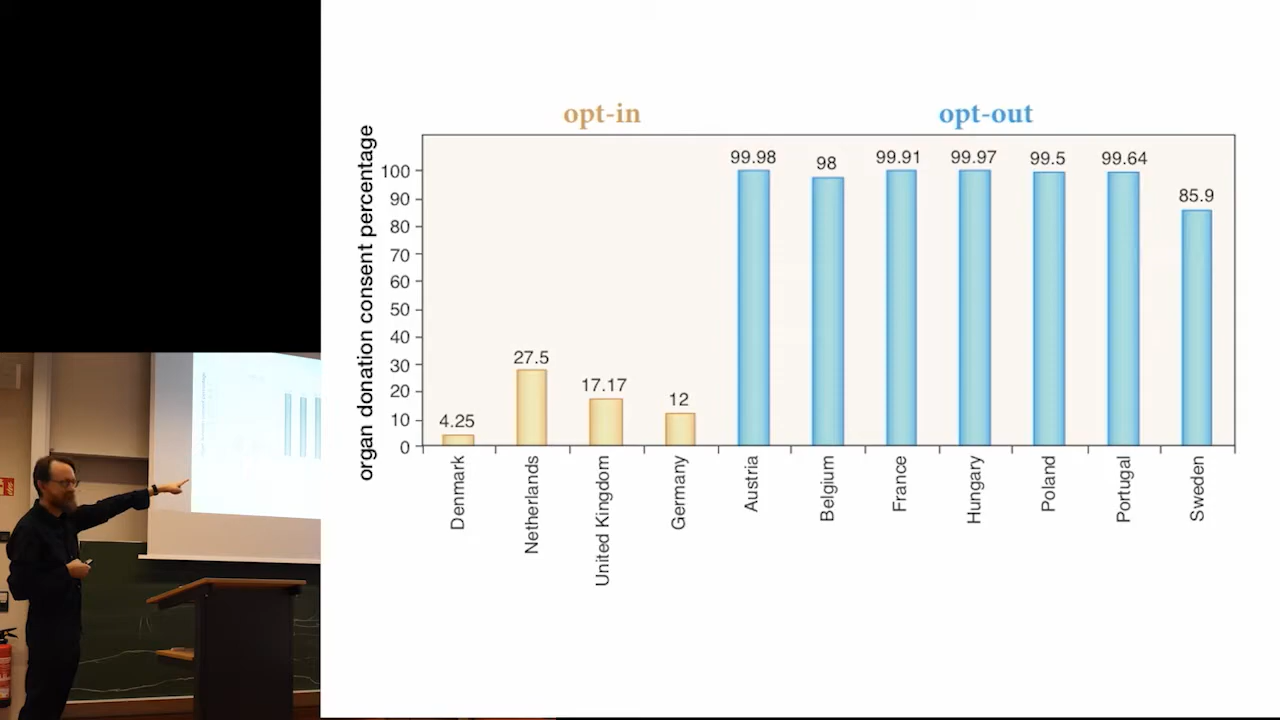 opt-in
opt-out
organ donation consent percentage
100
90
80
70
60
50
40
30
20
10
0
4.25
27.5
17.17
12
99.98
98
99.91
99.97
99.5
99.64
85.9
Denmark
Netherlands
United Kingdom
Germany
Austria
Belgium
France
Hungary
Poland
Portugal
Sweden